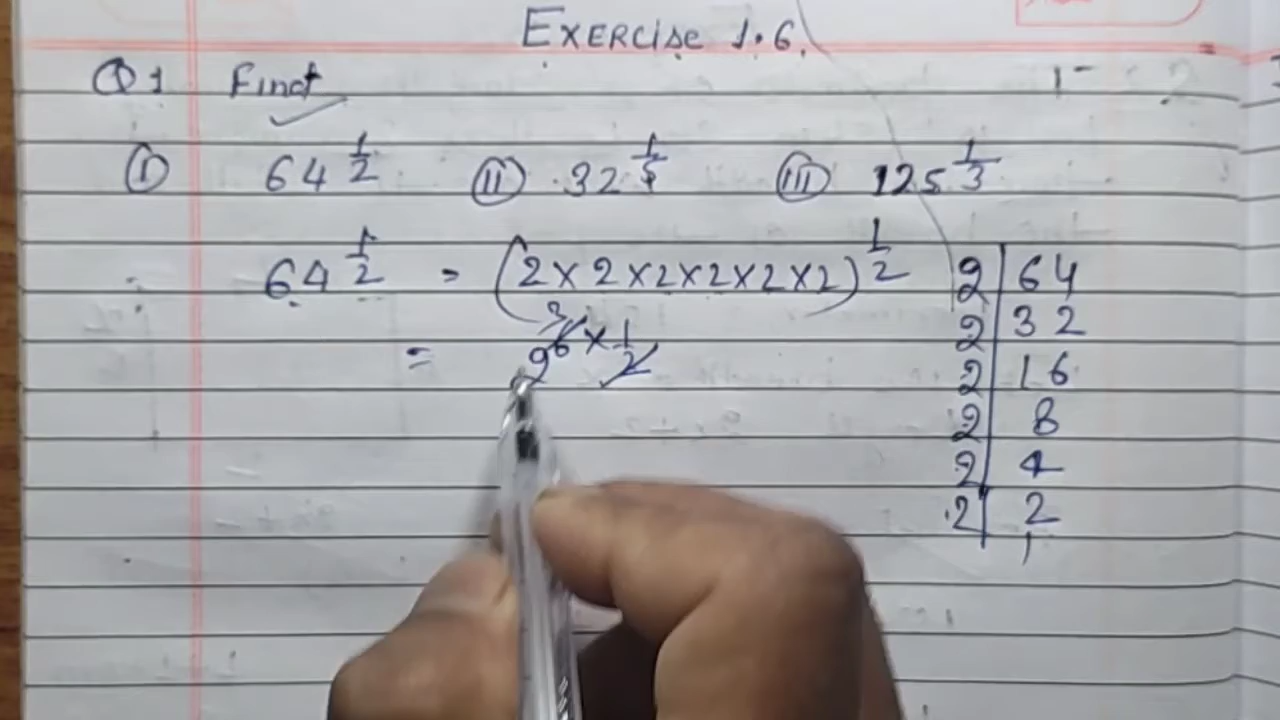 Exercise 1.6.
Q1 Find
(I) 64^1/2 (II) 32^1/5 (III) 125^1/3
64^1/2 = (2×2×2×2×2×2)^1/2
= 2^6×1/2 3
2 | 64
2 | 32
2 | 16
2 | 8
2 | 4
2 | 2
1